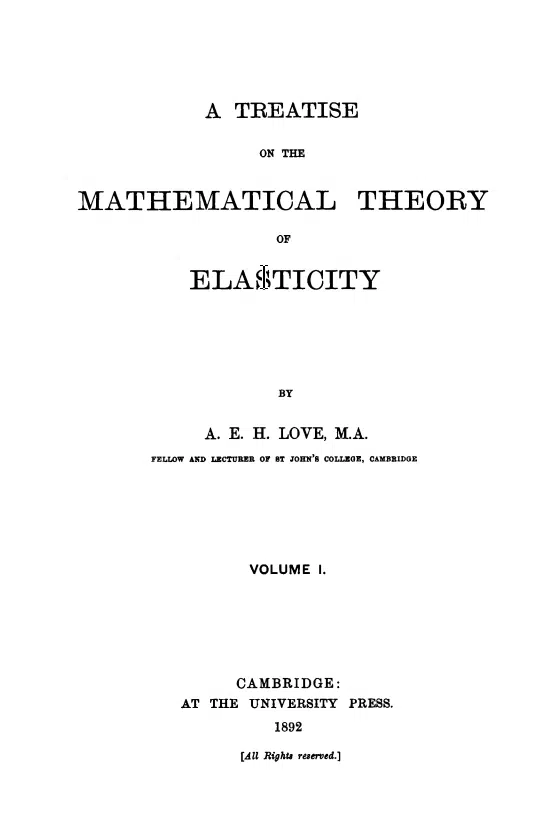 A TREATISE
ON THE
MATHEMATICAL THEORY
OF
ELASTICITY
BY
A. E. H. LOVE, M.A.
FELLOW AND LECTURER OF ST JOHN'S COLLEGE, CAMBRIDGE
VOLUME I.
CAMBRIDGE:
AT THE UNIVERSITY PRESS.
1892
[All Rights reserved.]